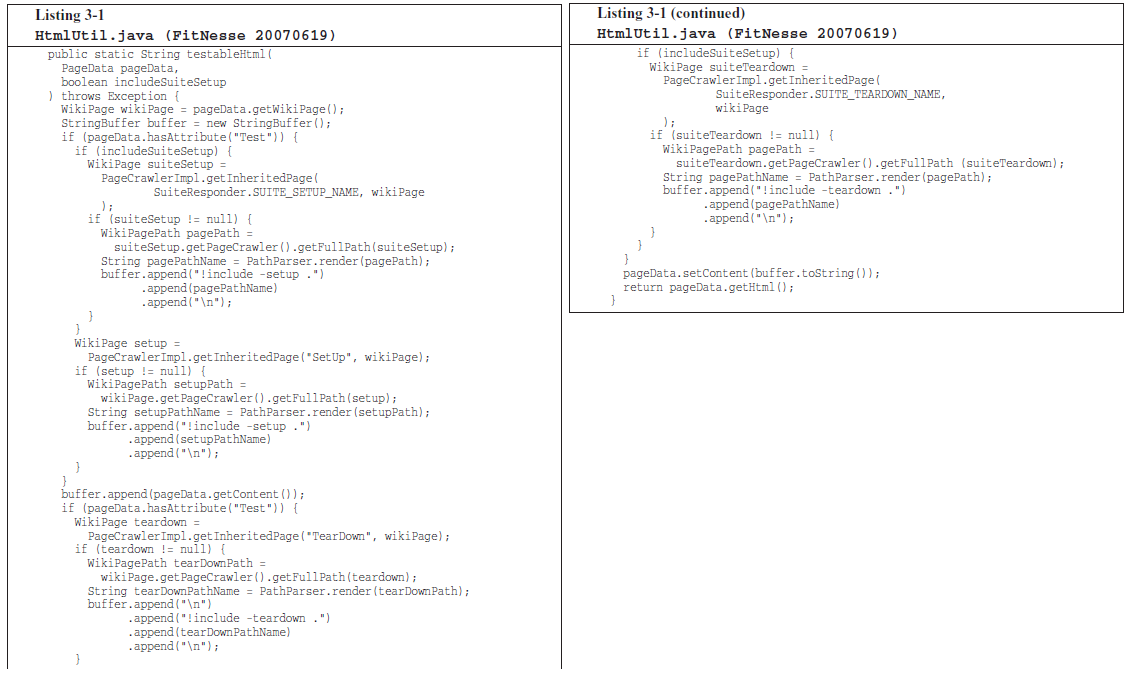 Listing 3-1
HtmlUtil.java (FitNesse 20070619)
public static String testableHtml(
PageData pageData,
boolean includeSuiteSetup
) throws Exception {
WikiPage wikiPage = pageData.getWikiPage();
StringBuffer buffer = new StringBuffer();
if (pageData.hasAttribute("Test")) {
if (includeSuiteSetup) {
WikiPage suiteSetup =
PageCrawlerImpl.getInheritedPage(
SuiteResponder.SUITE_SETUP_NAME, wikiPage
);
if (suiteSetup != null) {
WikiPagePath pagePath =
suiteSetup.getPageCrawler().getFullPath(suiteSetup);
String pagePathName = PathParser.render(pagePath);
buffer.append("!include -setup .")
.append(pagePathName)
.append("\n");
}
}
WikiPage setup =
PageCrawlerImpl.getInheritedPage("SetUp", wikiPage);
if (setup != null) {
WikiPagePath setupPath =
wikiPage.getPageCrawler().getFullPath(setup);
String setupPathName = PathParser.render(setupPath);
buffer.append("!include -setup .")
.append(setupPathName)
.append("\n");
}
}
buffer.append(pageData.getContent());
if (pageData.hasAttribute("Test")) {
WikiPage teardown =
PageCrawlerImpl.getInheritedPage("TearDown", wikiPage);
if (teardown != null) {
WikiPagePath tearDownPath =
wikiPage.getPageCrawler().getFullPath(teardown);
String tearDownPathName = PathParser.render(tearDownPath);
buffer.append("\n")
.append("!include -teardown .")
.append(tearDownPathName)
.append("\n");
}
Listing 3-1 (continued)
HtmlUtil.java (FitNesse 20070619)
if (includeSuiteSetup) {
WikiPage suiteTeardown =
PageCrawlerImpl.getInheritedPage(
SuiteResponder.SUITE_TEARDOWN_NAME,
wikiPage
);
if (suiteTeardown != null) {
WikiPagePath pagePath =
suiteTeardown.getPageCrawler().getFullPath (suiteTeardown);
String pagePathName = PathParser.render(pagePath);
buffer.append("!include -teardown .")
.append(pagePathName)
.append("\n");
}
}
}
pageData.setContent(buffer.toString());
return pageData.getHtml();
}